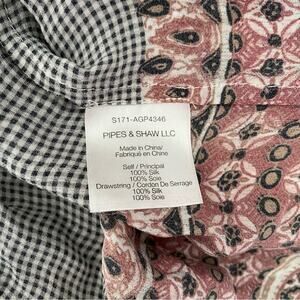 S171-AGP4346
PIPES & SHAW LLC
Made in China/
Fabriqué en Chine
Self / Principal
100% Silk
100% Soie
Drawstring / Cordon De Serrage
100% Silk
100% Soie